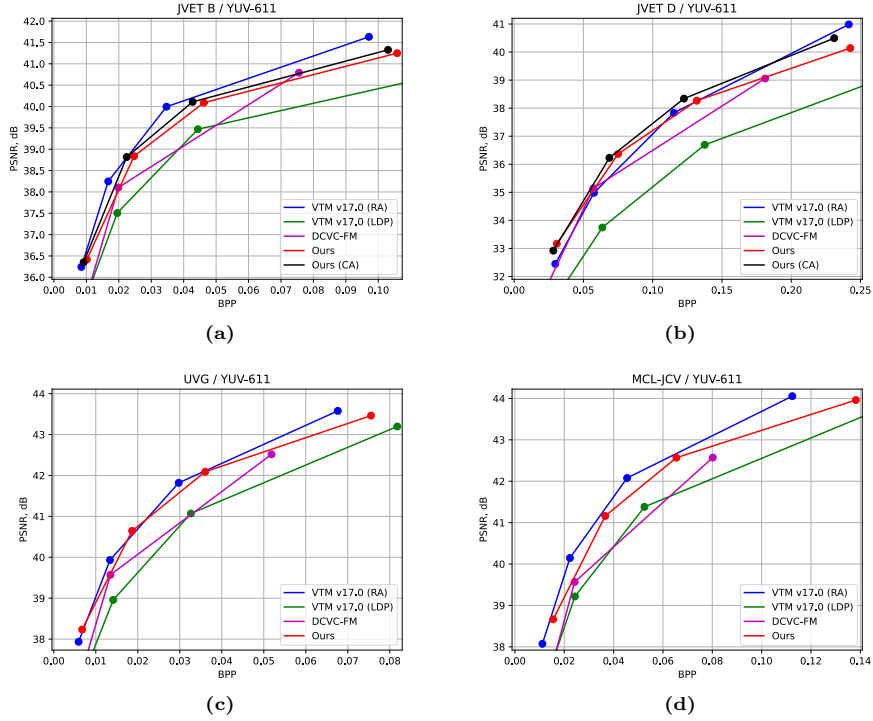 JVET B / YUV-611
PSNR, dB
42.0
41.5
41.0
40.5
40.0
39.5
39.0
38.5
38.0
37.5
37.0
36.5
36.0
0.00 0.01 0.02 0.03 0.04 0.05 0.06 0.07 0.08 0.09 0.10
BPP
VTM v17.0 (RA)
VTM v17.0 (LDP)
DCVC-FM
Ours
Ours (CA)
(a)
JVET D / YUV-611
PSNR, dB
41
40
39
38
37
36
35
34
33
32
0.00 0.05 0.10 0.15 0.20 0.25
BPP
VTM v17.0 (RA)
VTM v17.0 (LDP)
DCVC-FM
Ours
Ours (CA)
(b)
UVG / YUV-611
PSNR, dB
44
43
42
41
40
39
38
0.00 0.01 0.02 0.03 0.04 0.05 0.06 0.07 0.08
BPP
VTM v17.0 (RA)
VTM v17.0 (LDP)
DCVC-FM
Ours
(c)
MCL-JCV / YUV-611
PSNR, dB
44
43
42
41
40
39
38
0.00 0.02 0.04 0.06 0.08 0.10 0.12 0.14
BPP
VTM v17.0 (RA)
VTM v17.0 (LDP)
DCVC-FM
Ours
(d)